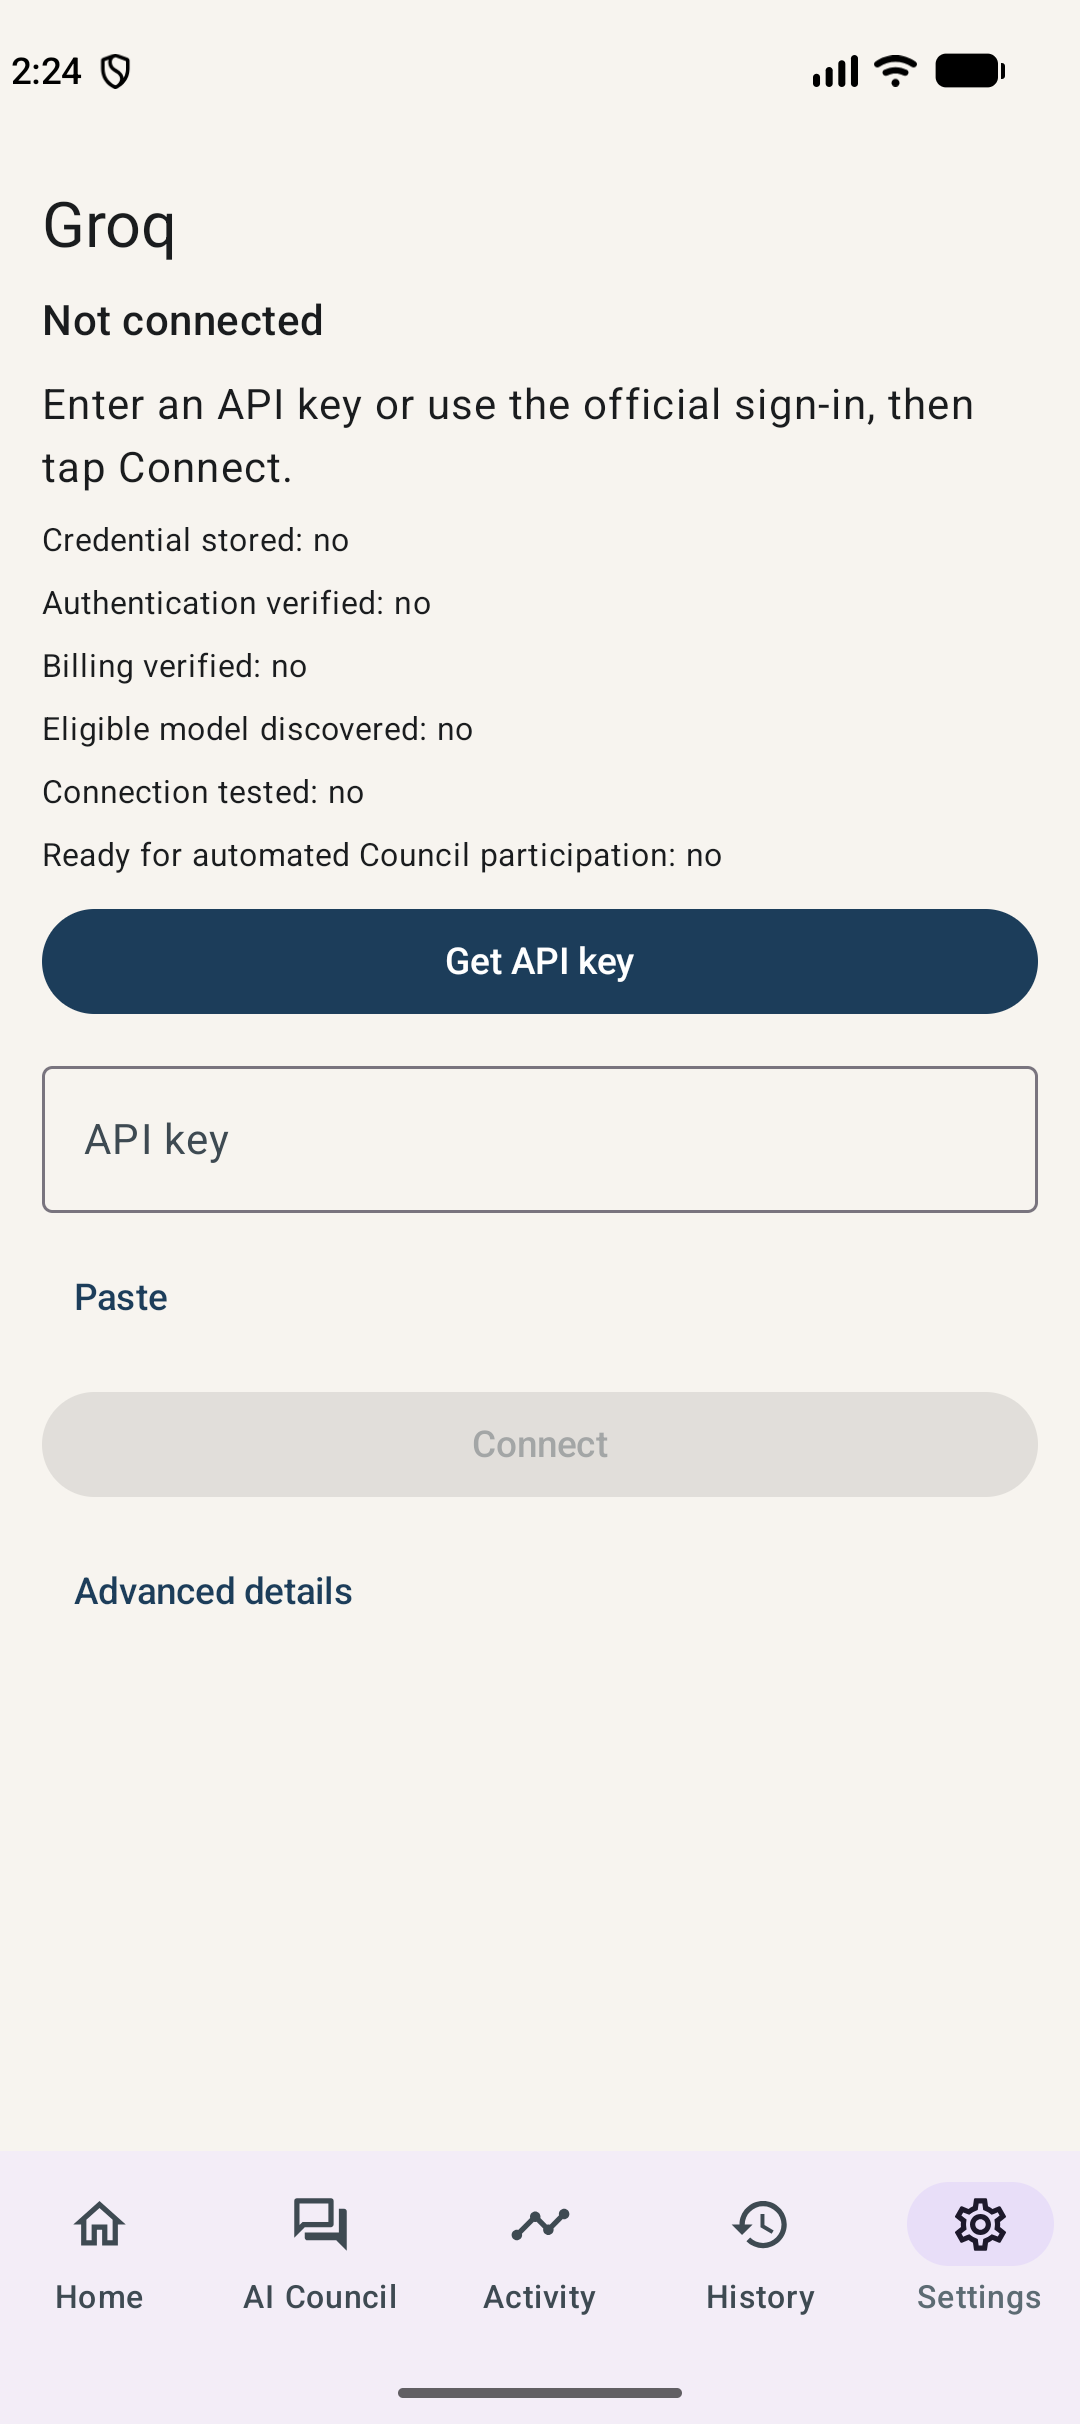 2:24
Groq
Not connected
Enter an API key or use the official sign-in, then
tap Connect.
Credential stored: no
Authentication verified: no
Billing verified: no
Eligible model discovered: no
Connection tested: no
Ready for automated Council participation: no
Get API key
API key
Paste
Connect
Advanced details
Home AI Council Activity History Settings